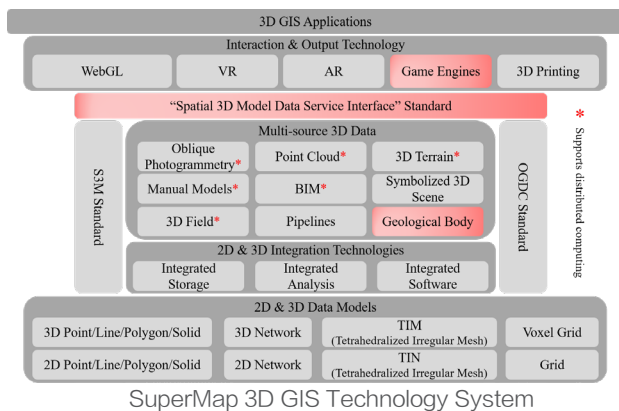 3D GIS Applications
Interaction & Output Technology
WebGL
VR
AR
Game Engines
3D Printing
“Spatial 3D Model Data Service Interface” Standard
S3M Standard
Multi-source 3D Data
Oblique
Photogrammetry*
Point Cloud*
3D Terrain*
Manual Models*
BIM*
Symbolized 3D
Scene
3D Field*
Pipelines
Geological Body
OGDC Standard
* Supports distributed computing
2D & 3D Integration Technologies
Integrated
Storage
Integrated
Analysis
Integrated
Software
2D & 3D Data Models
3D Point/Line/Polygon/Solid
3D Network
TIM
(Tetrahedralized Irregular Mesh)
Voxel Grid
2D Point/Line/Polygon/Solid
2D Network
TIN
(Tetrahedralized Irregular Mesh)
Grid
SuperMap 3D GIS Technology System